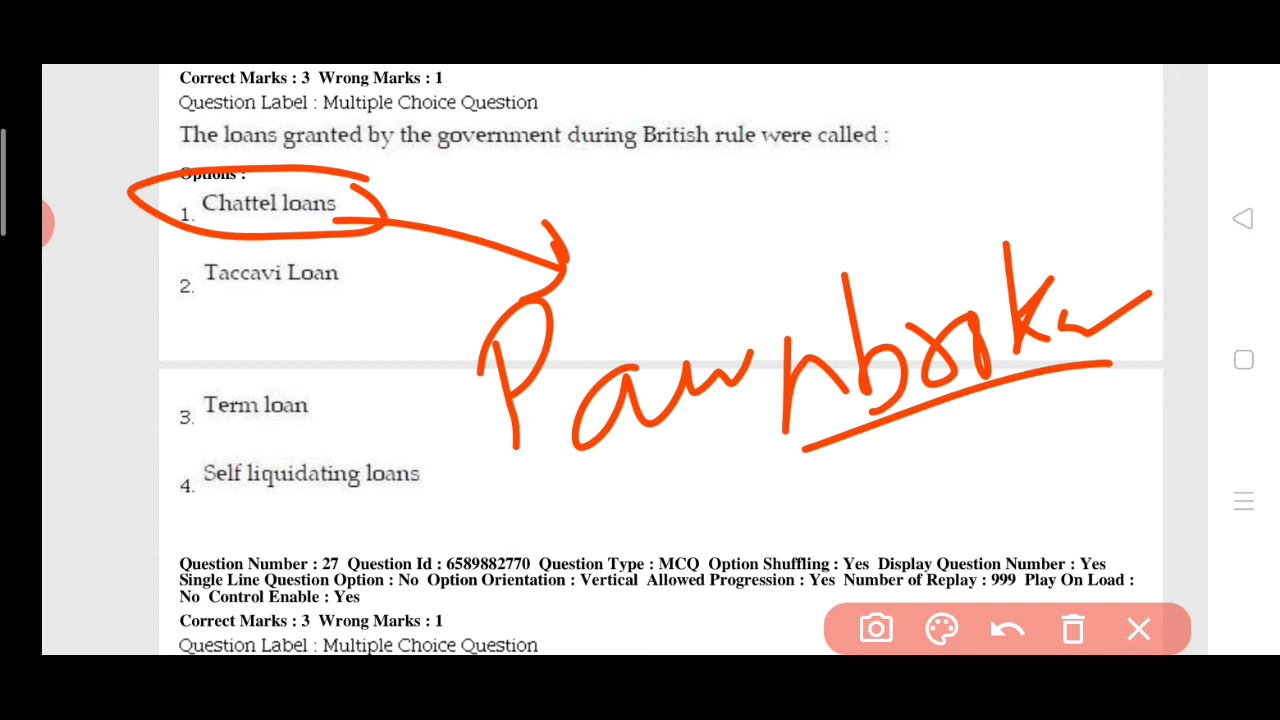 Correct Marks : 3 Wrong Marks : 1
Question Label : Multiple Choice Question
The loans granted by the government during British rule were called :
Options :
1. Chattel loans
2. Taccavi Loan
Pawnbroker
3. Term loan
4. Self liquidating loans
Question Number : 27 Question Id : 6589882770 Question Type : MCQ Option Shuffling : Yes Display Question Number : Yes
Single Line Question Option : No Option Orientation : Vertical Allowed Progression : Yes Number of Replay : 999 Play On Load :
No Control Enable : Yes
Correct Marks : 3 Wrong Marks : 1
Question Label : Multiple Choice Question